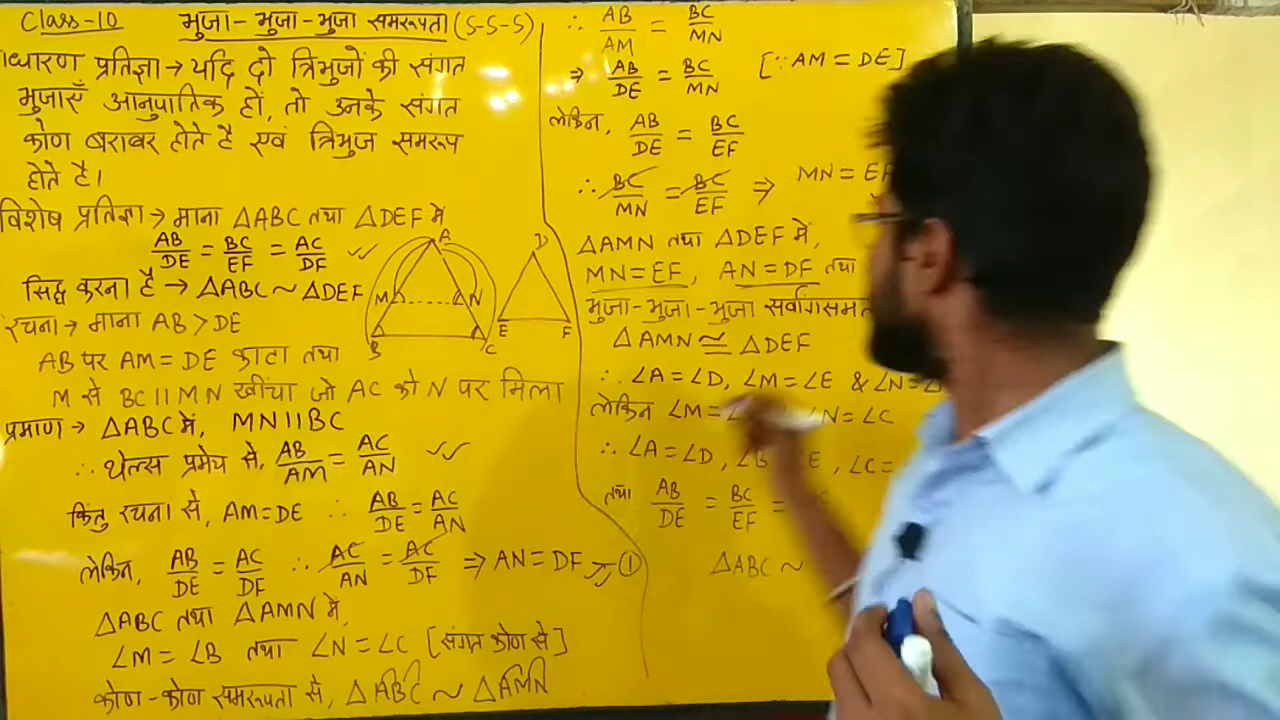 Class-10 भुजा-भुजा-भुजा समरूपता (S-S-S)
प्रतिज्ञा → यदि दो त्रिभुजों की संगत
भुजाएँ आनुपातिक हों, तो उनके संगत
कोण बराबर होते है एवं त्रिभुज समरूप
होते है।
विशेष प्रतिज्ञा → माना △ABC तथा △DEF में
AB/DE = BC/EF = AC/DF
सिद्ध करना है → △ABC ~ △DEF
रचना → माना AB > DE
AB पर AM = DE काटा तथा
M से BC || MN खींचा जो AC को N पर मिला
प्रमाण → △ABC में, MN || BC
∴ थेल्स प्रमेय से, AB/AM = AC/AN
किंतु रचना से, AM = DE ∴ AB/DE = AC/AN
लेकिन, AB/DE = AC/DF ∴ AC/AN = AC/DF ⇒ AN = DF ①
△ABC तथा △AMN में,
∠M = ∠B तथा ∠N = ∠C [संगत कोण से]
कोण-कोण समरूपता से, △ABC ~ △AMN
A
M
N
B
C
D
E
F
∴ AB/AM = BC/MN
⇒ AB/DE = BC/MN [∵ AM = DE]
लेकिन, AB/DE = BC/EF
∴ BC/MN = BC/EF ⇒ MN = EF
△AMN तथा △DEF में,
MN = EF, AN = DF तथा
भुजा-भुजा-भुजा सर्वांगसम
△AMN ≅ △DEF
∴ ∠A = ∠D, ∠M = ∠E & ∠N = ∠
लेकिन ∠M = ∠N = ∠C
∴ ∠A = ∠D, ∠B E, ∠C =
तथा AB/DE = BC/EF =
△ABC ~